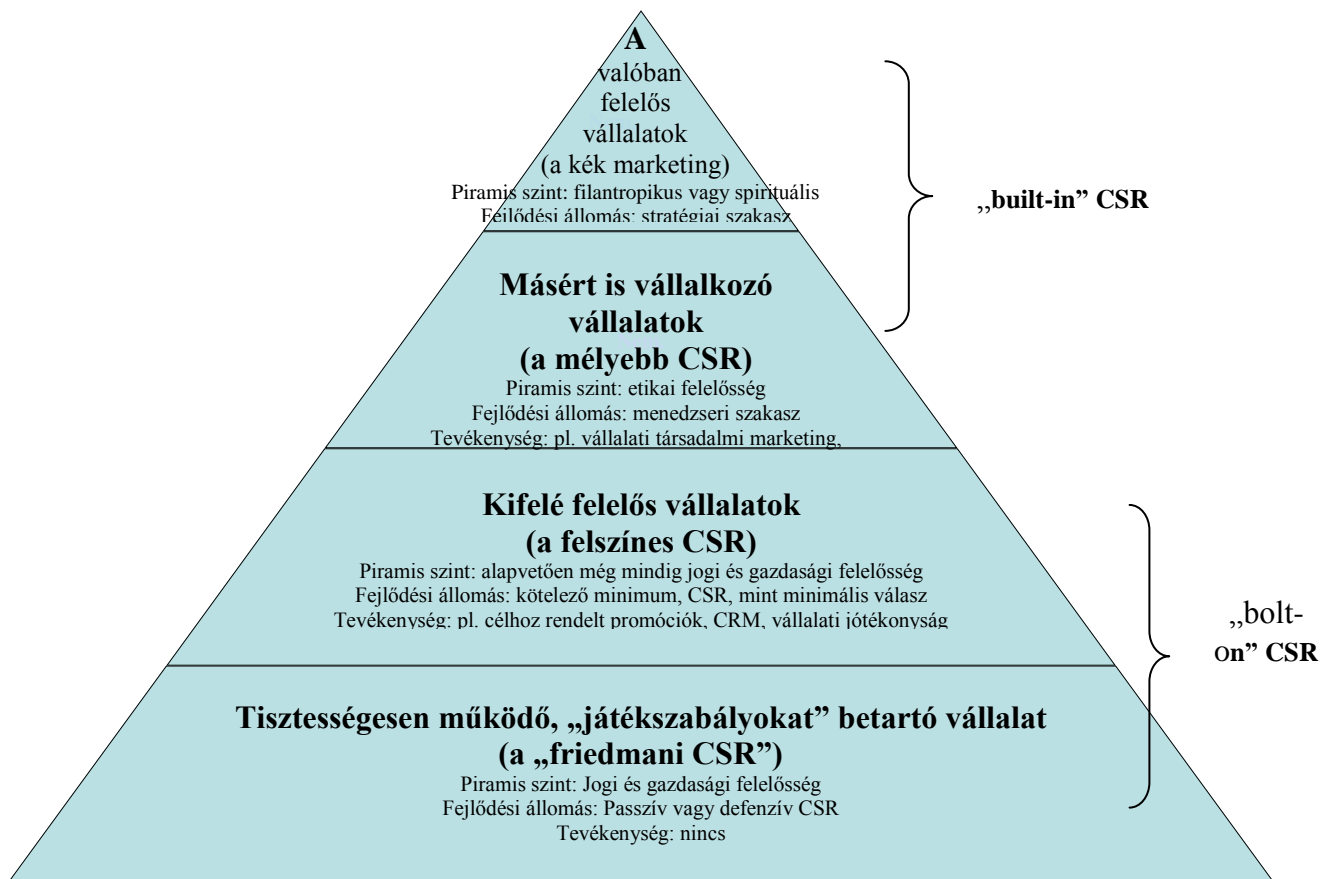 A
valóban
felelős
vállalatok
(a kék marketing)
Piramis szint: filantropikus vagy spirituális
Fejlődési állomás: stratégiai szakasz
„built-in” CSR
Másért is vállalkozó
vállalatok
(a mélyebb CSR)
Piramis szint: etikai felelősség
Fejlődési állomás: menedzseri szakasz
Tevékenység: pl. vállalati társadalmi marketing,
Kifelé felelős vállalatok
(a felszínes CSR)
Piramis szint: alapvetően még mindig jogi és gazdasági felelősség
Fejlődési állomás: kötelező minimum, CSR, mint minimális válasz
Tevékenység: pl. célhoz rendelt promóciók, CRM, vállalati jótékonyság
„bolt-
on” CSR
Tisztességesen működő, „játékszabályokat” betartó vállalat
(a „friedmani CSR”)
Piramis szint: Jogi és gazdasági felelősség
Fejlődési állomás: Passzív vagy defenzív CSR
Tevékenység: nincs